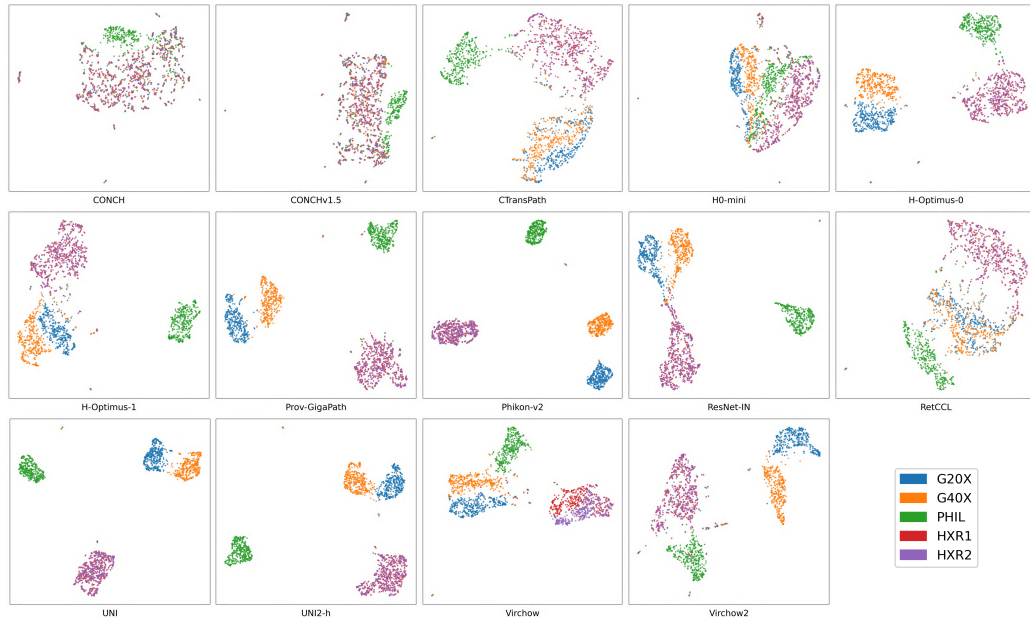 CONCH
CONCHv1.5
CTransPath
H0-mini
H-Optimus-0
H-Optimus-1
Prov-GigaPath
Phikon-v2
ResNet-IN
RetCCL
UNI
UNI2-h
Virchow
Virchow2
G20X
G40X
PHIL
HXR1
HXR2